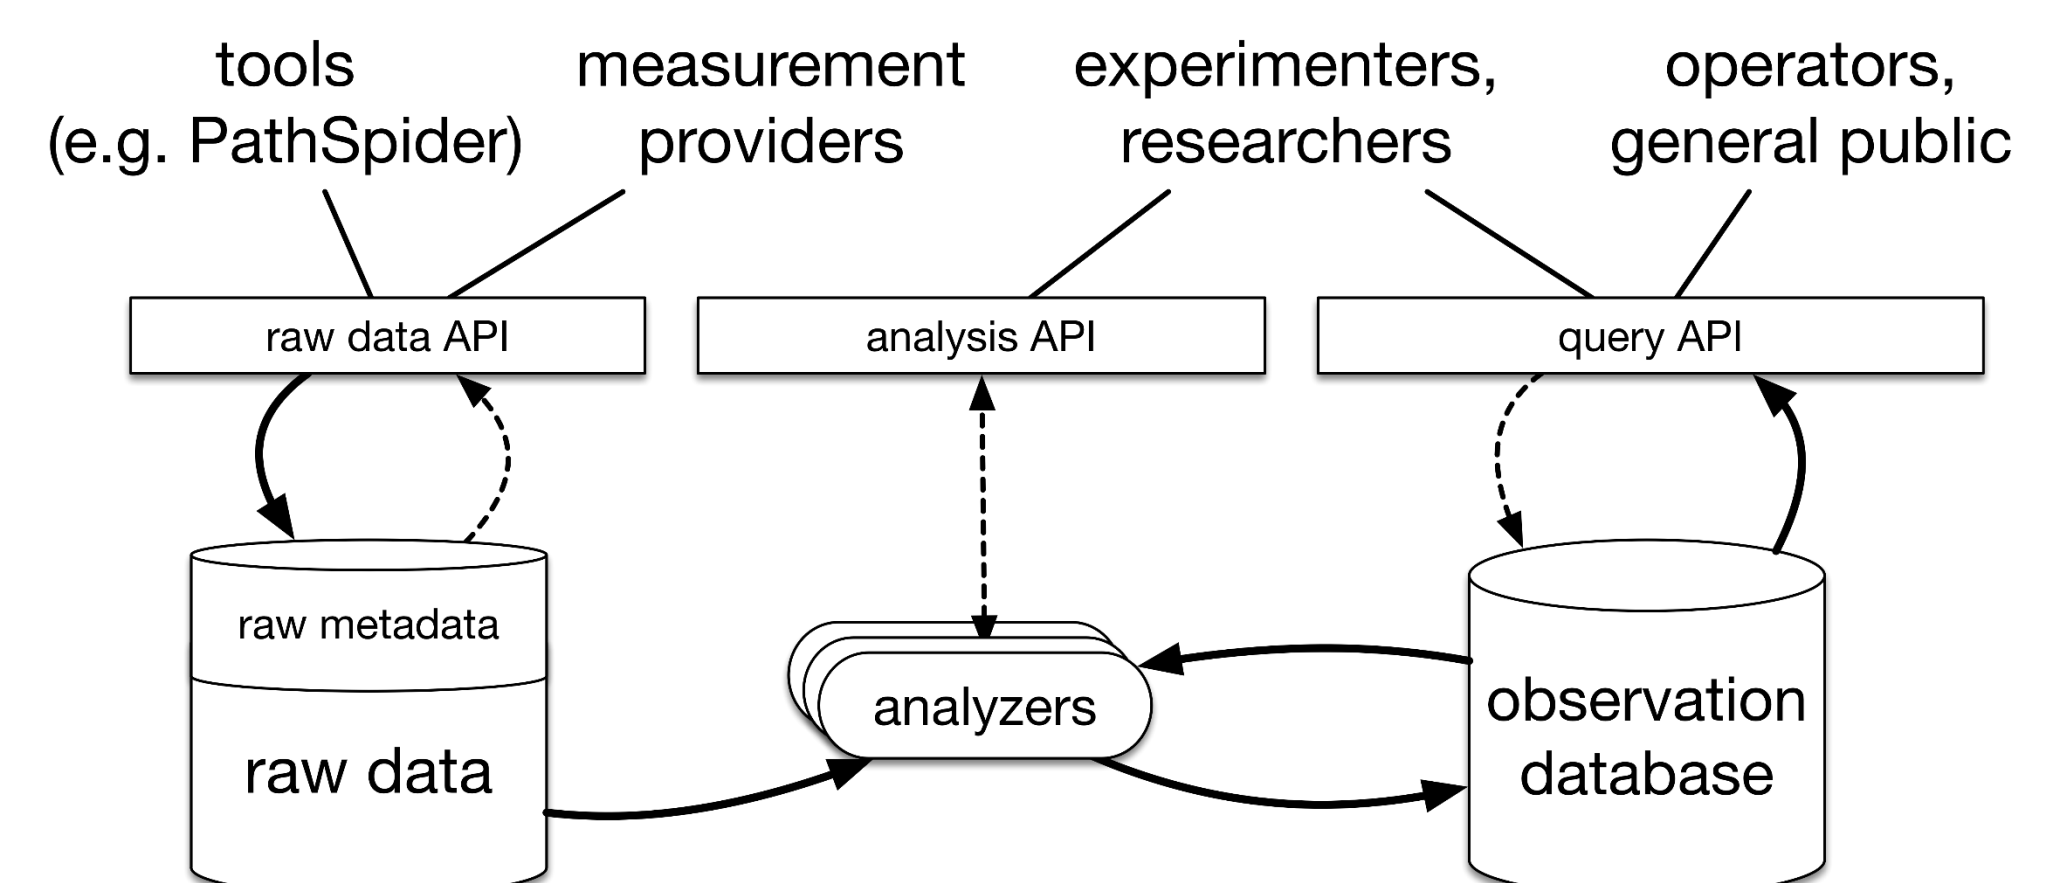 tools
(e.g. PathSpider)
measurement
providers
experimenters,
researchers
operators,
general public
raw data API
analysis API
query API
raw metadata
raw data
analyzers
observation
database